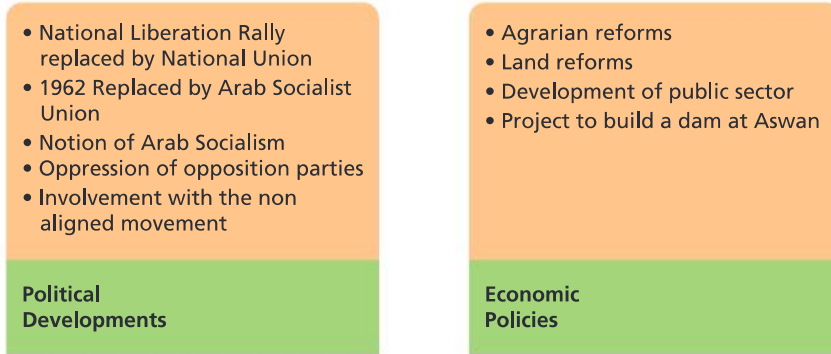 • National Liberation Rally
replaced by National Union
• 1962 Replaced by Arab Socialist
Union
• Notion of Arab Socialism
• Oppression of opposition parties
• Involvement with the non
aligned movement
Political
Developments
• Agrarian reforms
• Land reforms
• Development of public sector
• Project to build a dam at Aswan
Economic
Policies